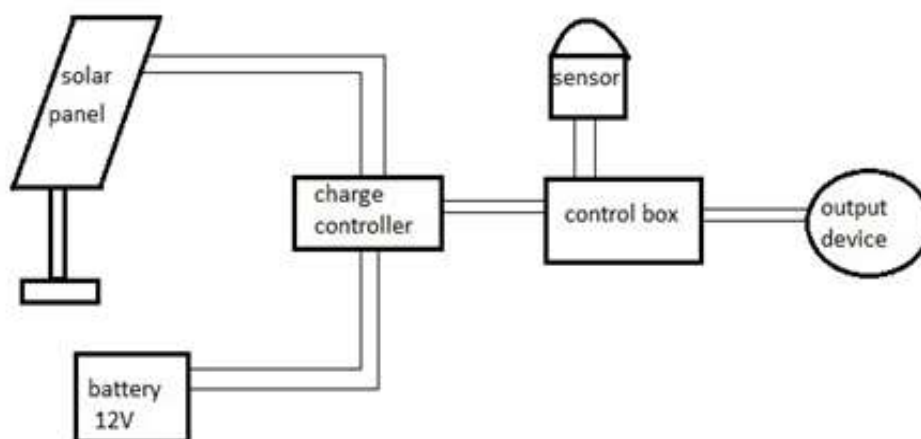 solar
panel
sensor
charge
controller
control box
output
device
battery
12V